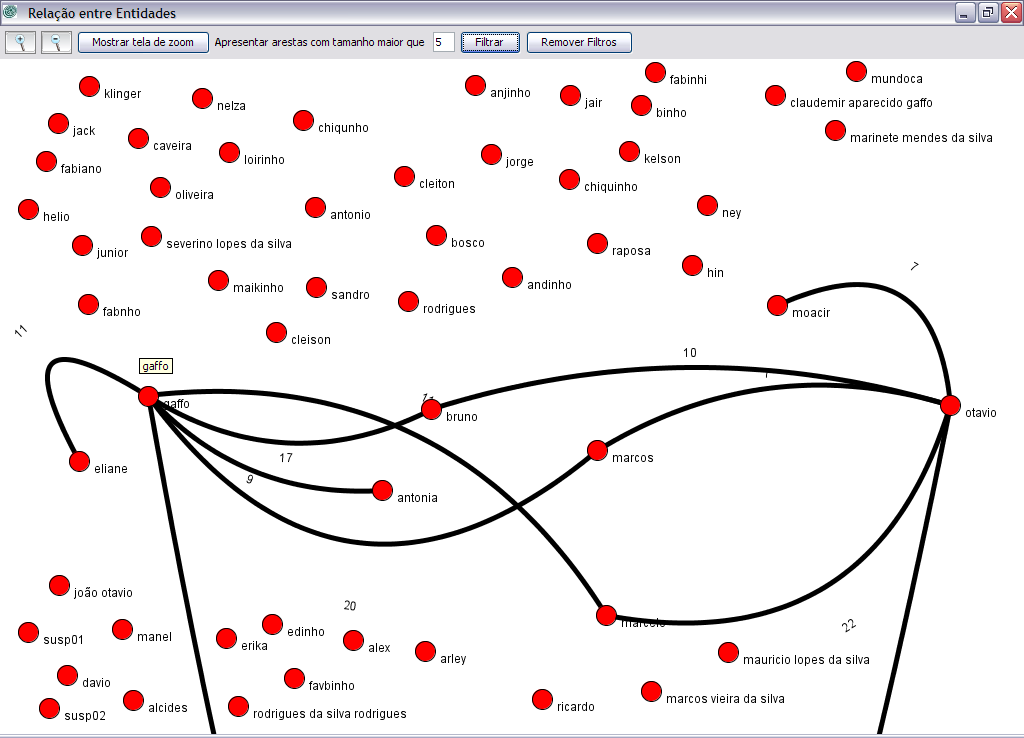 Relação entre Entidades
Mostrar tela de zoom Apresentar arestas com tamanho maior que 5 Filtrar Remover Filtros
klinger
nelza
anjinho
jair
fabinhi
binho
claudemir aparecido gaffo
mundoca
jack
caveira
chiqunho
marinete mendes da silva
fabiano
loirinho
jorge
kelson
oliveira
cleiton
chiquinho
helio
antonio
ney
junior
severino lopes da silva
bosco
raposa
hin
7
maikinho
sandro
andinho
fabnho
rodrigues
moacir
11
cleison
10
gaffo
gaffo
bruno
otavio
17
marcos
eliane
9
antonia
joão otavio
20
susp01
manel
erika
edinho
alex
arley
marcelo
22
mauricio lopes da silva
davio
favbinho
susp02
alcides
rodrigues da silva rodrigues
ricardo
marcos vieira da silva